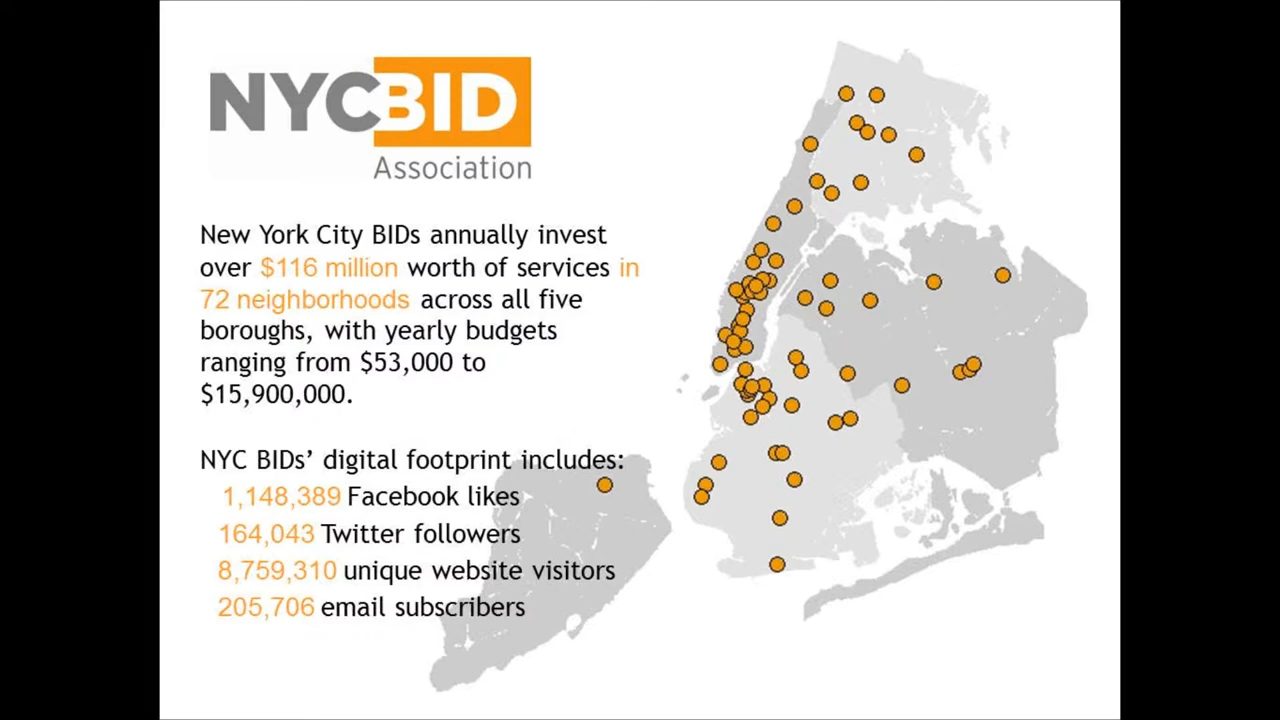 NYCBID
Association
New York City BIDs annually invest
over $116 million worth of services in
72 neighborhoods across all five
boroughs, with yearly budgets
ranging from $53,000 to
$15,900,000.
NYC BIDs’ digital footprint includes:
1,148,389 Facebook likes
164,043 Twitter followers
8,759,310 unique website visitors
205,706 email subscribers